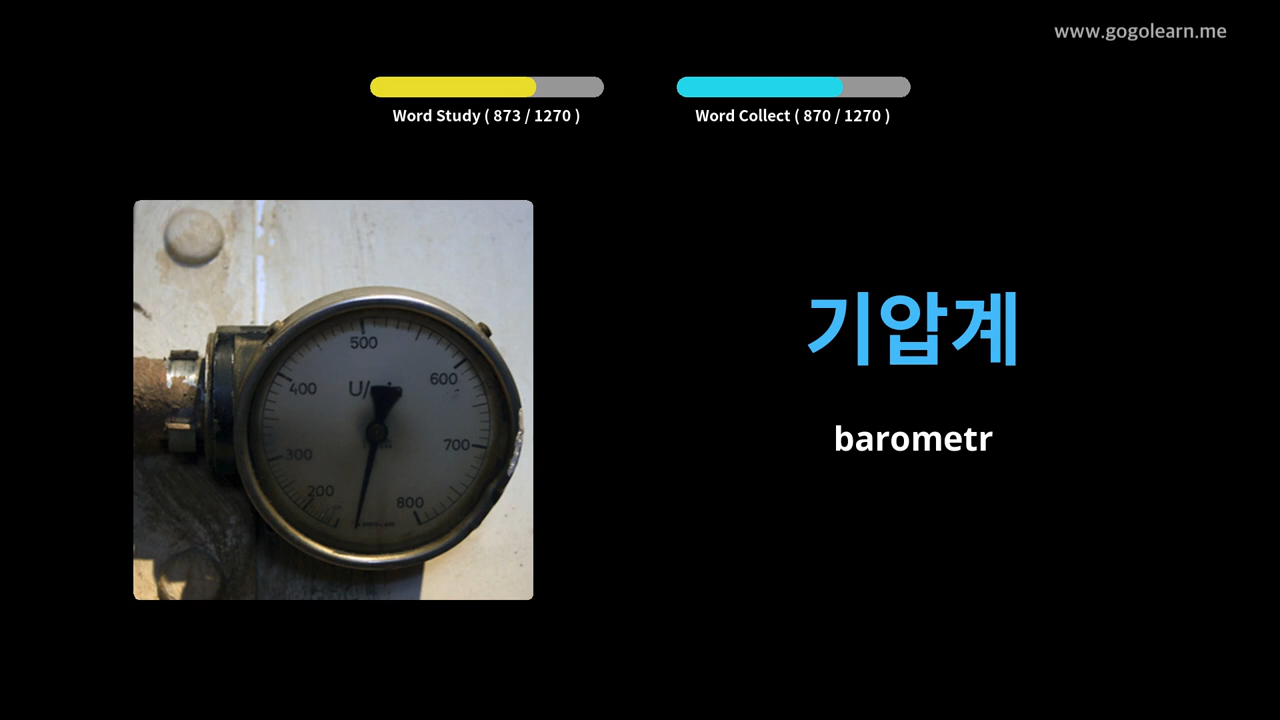 www.gogolearn.me
Word Study ( 873 / 1270 )
Word Collect ( 870 / 1270 )
500
400
600
300
700
200
800
기압계
barometr